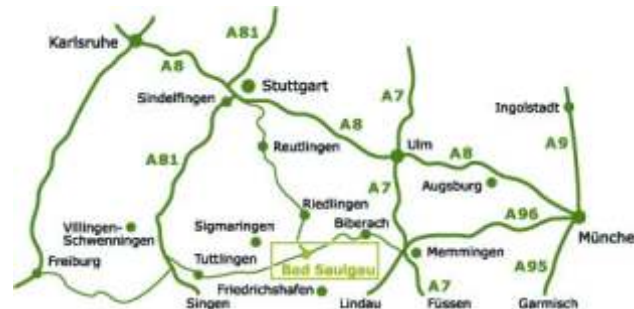 A81
Karlsruhe
A8
Stuttgart
Sindelfingen
A7
Ingolstadt
A8
A9
Reutlingen
Ulm
A8
A81
A7
Augsburg
Riedlingen
Villingen-
Schwenningen
Sigmaringen
Biberach
A96
Münche
Freiburg
Tuttlingen
Bad Saulgau
Memmingen
A95
Friedrichshafen
A7
Singen
Lindau
Füssen
Garmisch